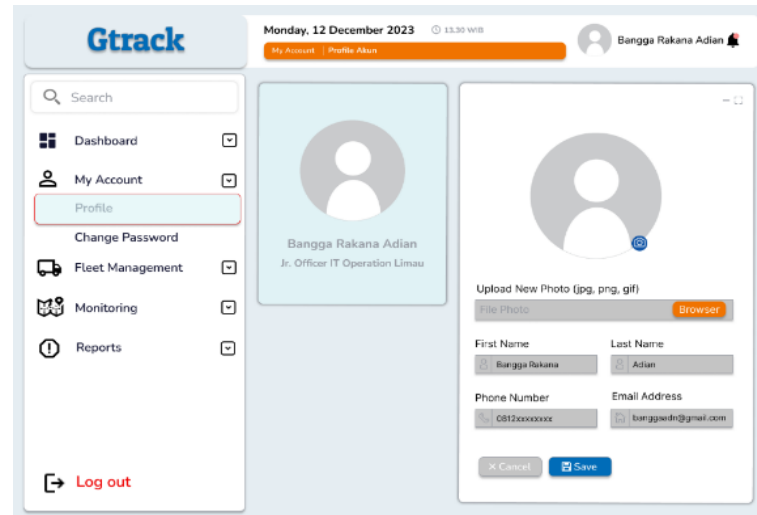 Gtrack
Monday, 12 December 2023 13.30 WIB
My Account | Profile Akun
Bangga Rakana Adian
Search
Dashboard
My Account
Profile
Change Password
Fleet Management
Monitoring
Reports
Log out
Bangga Rakana Adian
Jr. Officer IT Operation Limau
Upload New Photo (jpg, png, gif)
File Photo Browser
First Name Last Name
Bangga Rakana Adian
Phone Number Email Address
0812xxxxxxxx banggaadn@gmail.com
× Cancel Save